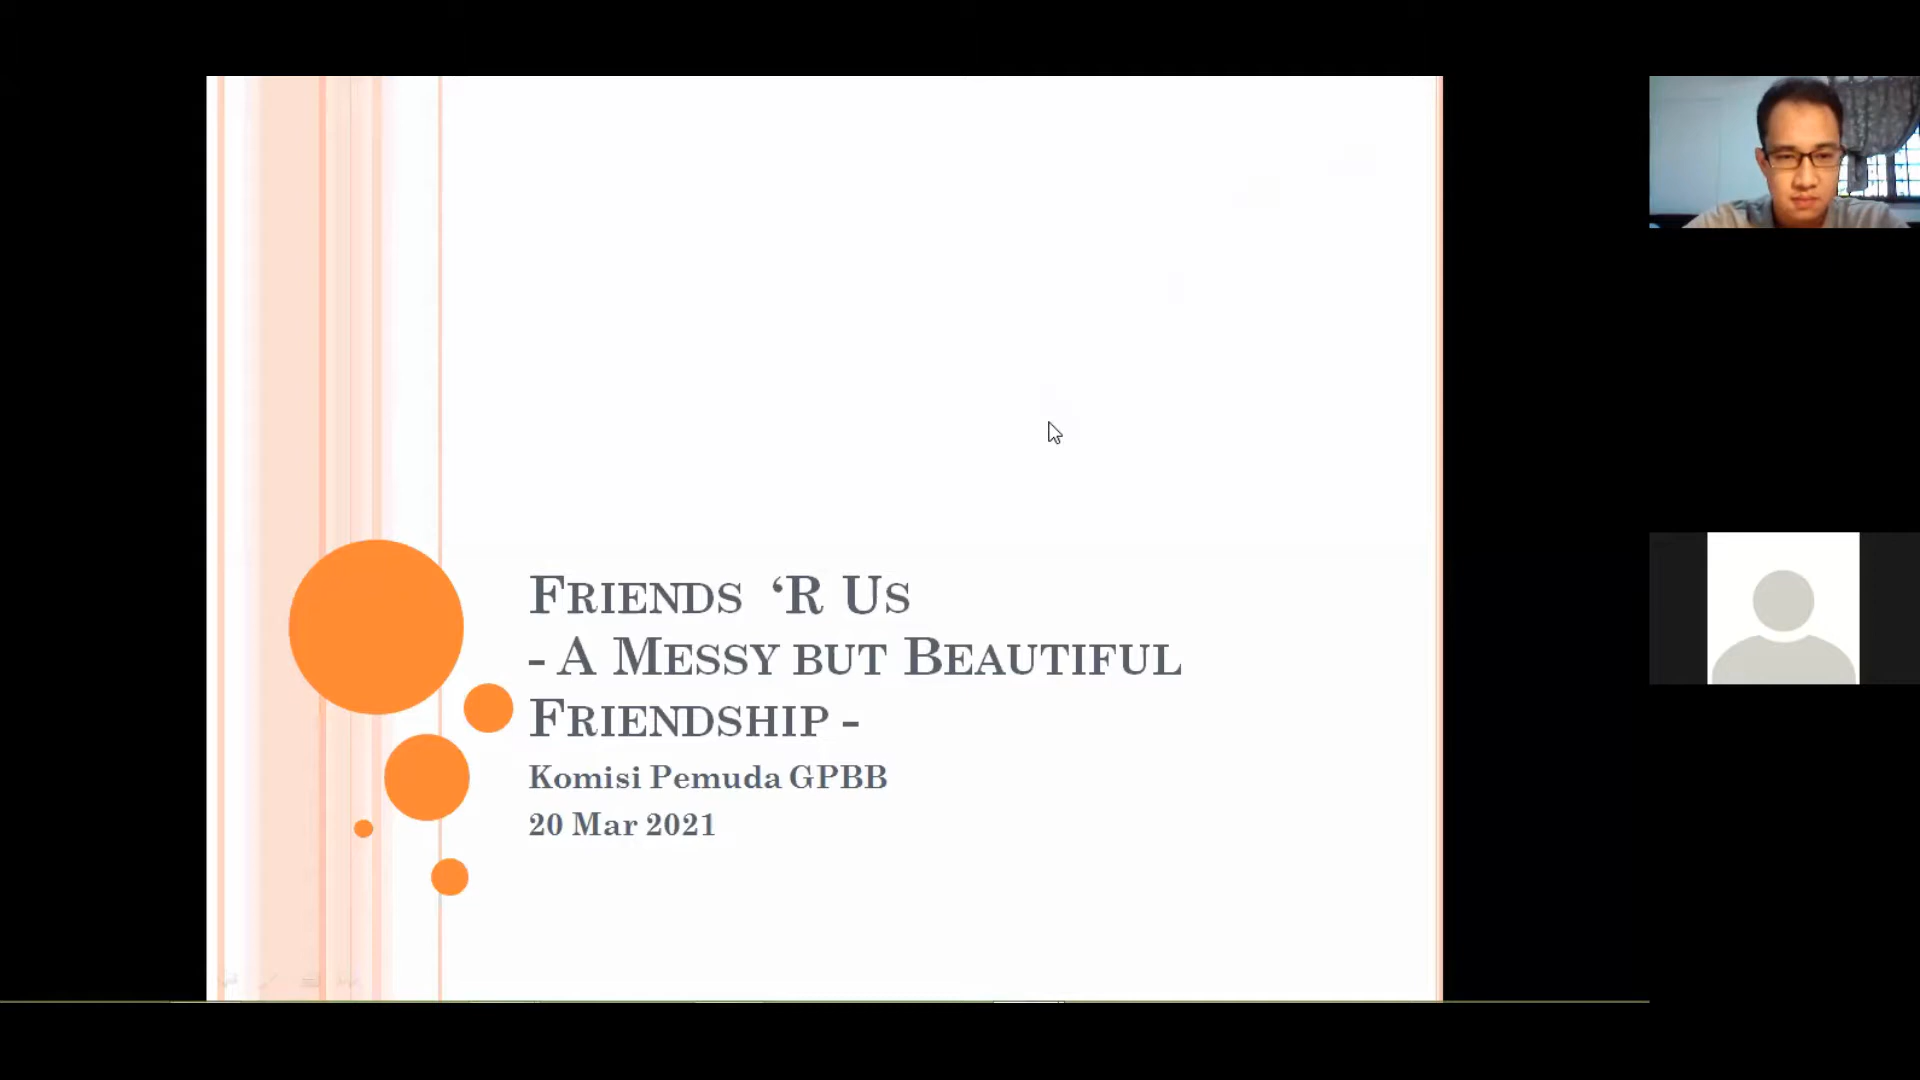 Friends ‘R Us
- A Messy but Beautiful
Friendship -
Komisi Pemuda GPBB
20 Mar 2021